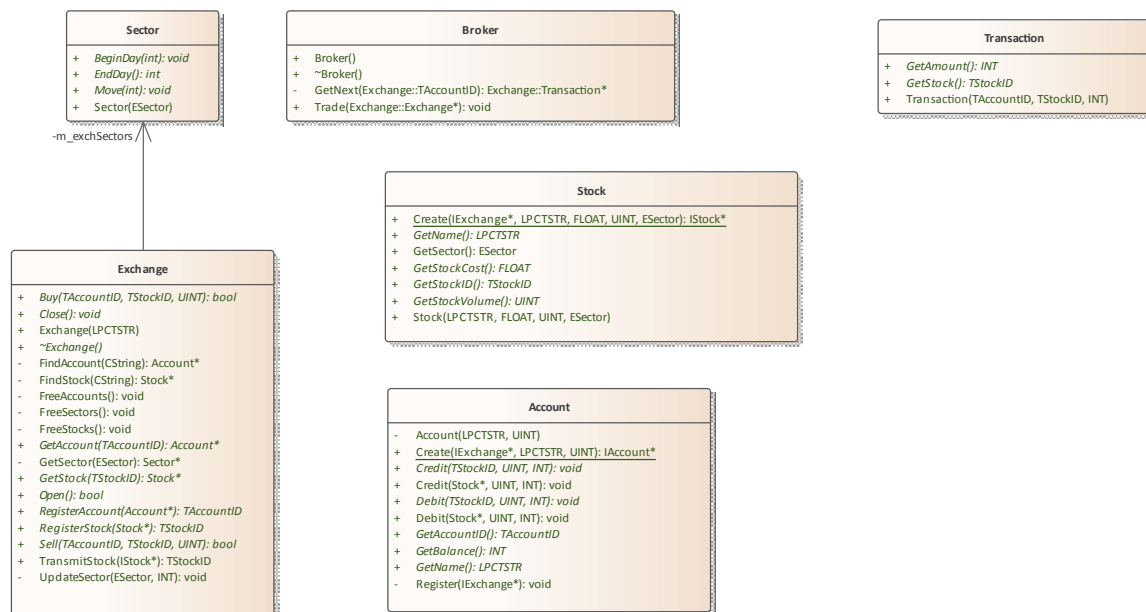 Sector
+ BeginDay(int): void
+ EndDay(): int
+ Move(int): void
+ Sector(ESector)
Broker
+ Broker()
+ ~Broker()
- GetNext(Exchange::TAccountID): Exchange::Transaction*
+ Trade(Exchange::Exchange*): void
Transaction
+ GetAmount(): INT
+ GetStock(): TStockID
+ Transaction(TAccountID, TStockID, INT)
-m_exchSectors
Stock
+ Create(IExchange*, LPCTSTR, FLOAT, UINT, ESector): IStock*
+ GetName(): LPCTSTR
+ GetSector(): ESector
+ GetStockCost(): FLOAT
+ GetStockID(): TStockID
+ GetStockVolume(): UINT
+ Stock(LPCTSTR, FLOAT, UINT, ESector)
Exchange
+ Buy(TAccountID, TStockID, UINT): bool
+ Close(): void
+ Exchange(LPCTSTR)
+ ~Exchange()
- FindAccount(CString): Account*
- FindStock(CString): Stock*
- FreeAccounts(): void
- FreeSectors(): void
- FreeStocks(): void
+ GetAccount(TAccountID): Account*
- GetSector(ESector): Sector*
+ GetStock(TStockID): Stock*
+ Open(): bool
+ RegisterAccount(Account*): TAccountID
+ RegisterStock(Stock*): TStockID
+ Sell(TAccountID, TStockID, UINT): bool
+ TransmitStock(IStock*): TStockID
- UpdateSector(ESector, INT): void
Account
- Account(LPCTSTR, UINT)
+ Create(IExchange*, LPCTSTR, UINT): IAccount*
+ Credit(TStockID, UINT, INT): void
+ Credit(Stock*, UINT, INT): void
+ Debit(TStockID, UINT, INT): void
+ Debit(Stock*, UINT, INT): void
+ GetAccountID(): TAccountID
+ GetBalance(): INT
+ GetName(): LPCTSTR
- Register(IExchange*): void